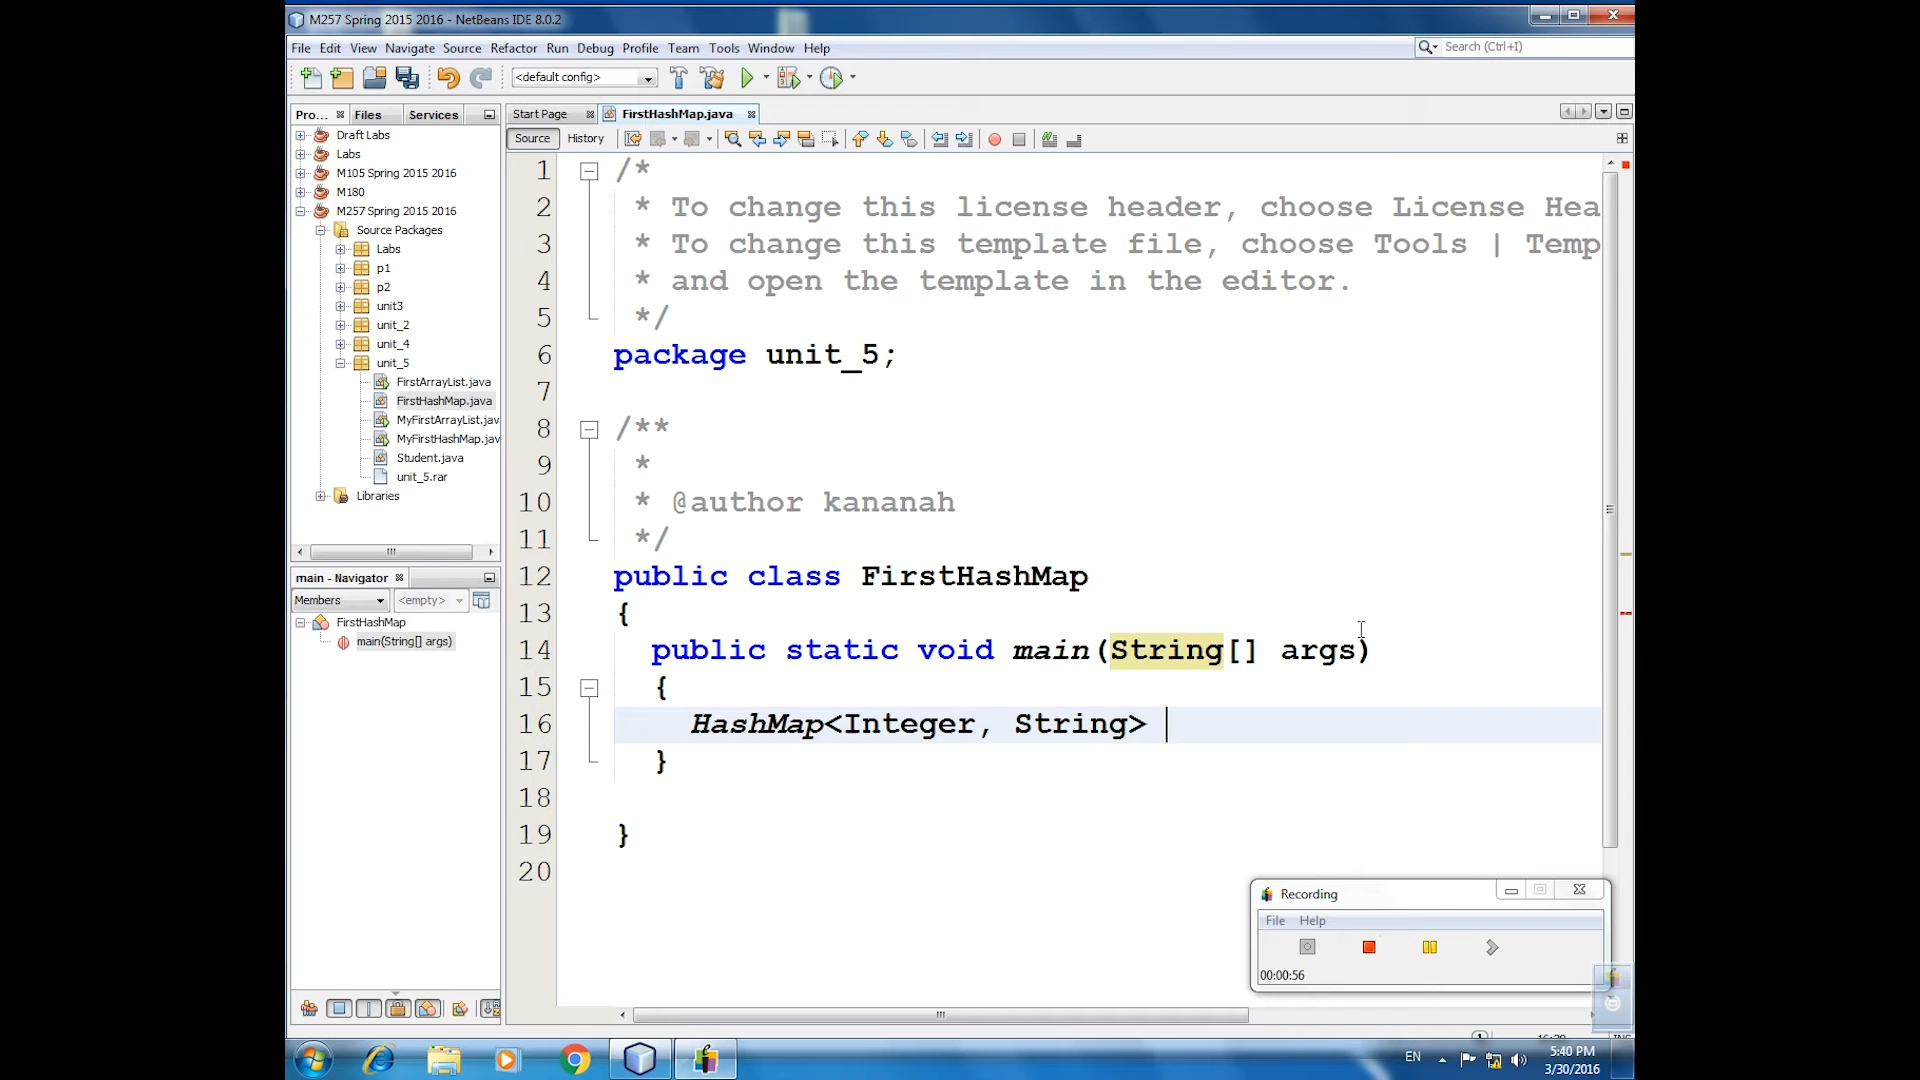 M257 Spring 2015 2016 - NetBeans IDE 8.0.2
File Edit View Navigate Source Refactor Run Debug Profile Team Tools Window Help
Search (Ctrl+I)
<default config>
Pro... Files Services
Start Page FirstHashMap.java
Source History
Draft Labs
Labs
M105 Spring 2015 2016
M180
M257 Spring 2015 2016
Source Packages
Labs
p1
p2
unit3
unit_2
unit_4
unit_5
FirstArrayList.java
FirstHashMap.java
MyFirstArrayList.jav
MyFirstHashMap.jav
Student.java
unit_5.rar
Libraries
main - Navigator
Members <empty>
FirstHashMap
main(String[] args)
1 /*
2 * To change this license header, choose License Hea
3 * To change this template file, choose Tools | Temp
4 * and open the template in the editor.
5 */
6 package unit_5;
7
8 /**
9 *
10 * @author kananah
11 */
12 public class FirstHashMap
13 {
14 public static void main(String[] args)
15 {
16 HashMap<Integer, String>
17 }
18
19 }
20
Recording
File Help
00:00:56
EN
5:40 PM
3/30/2016